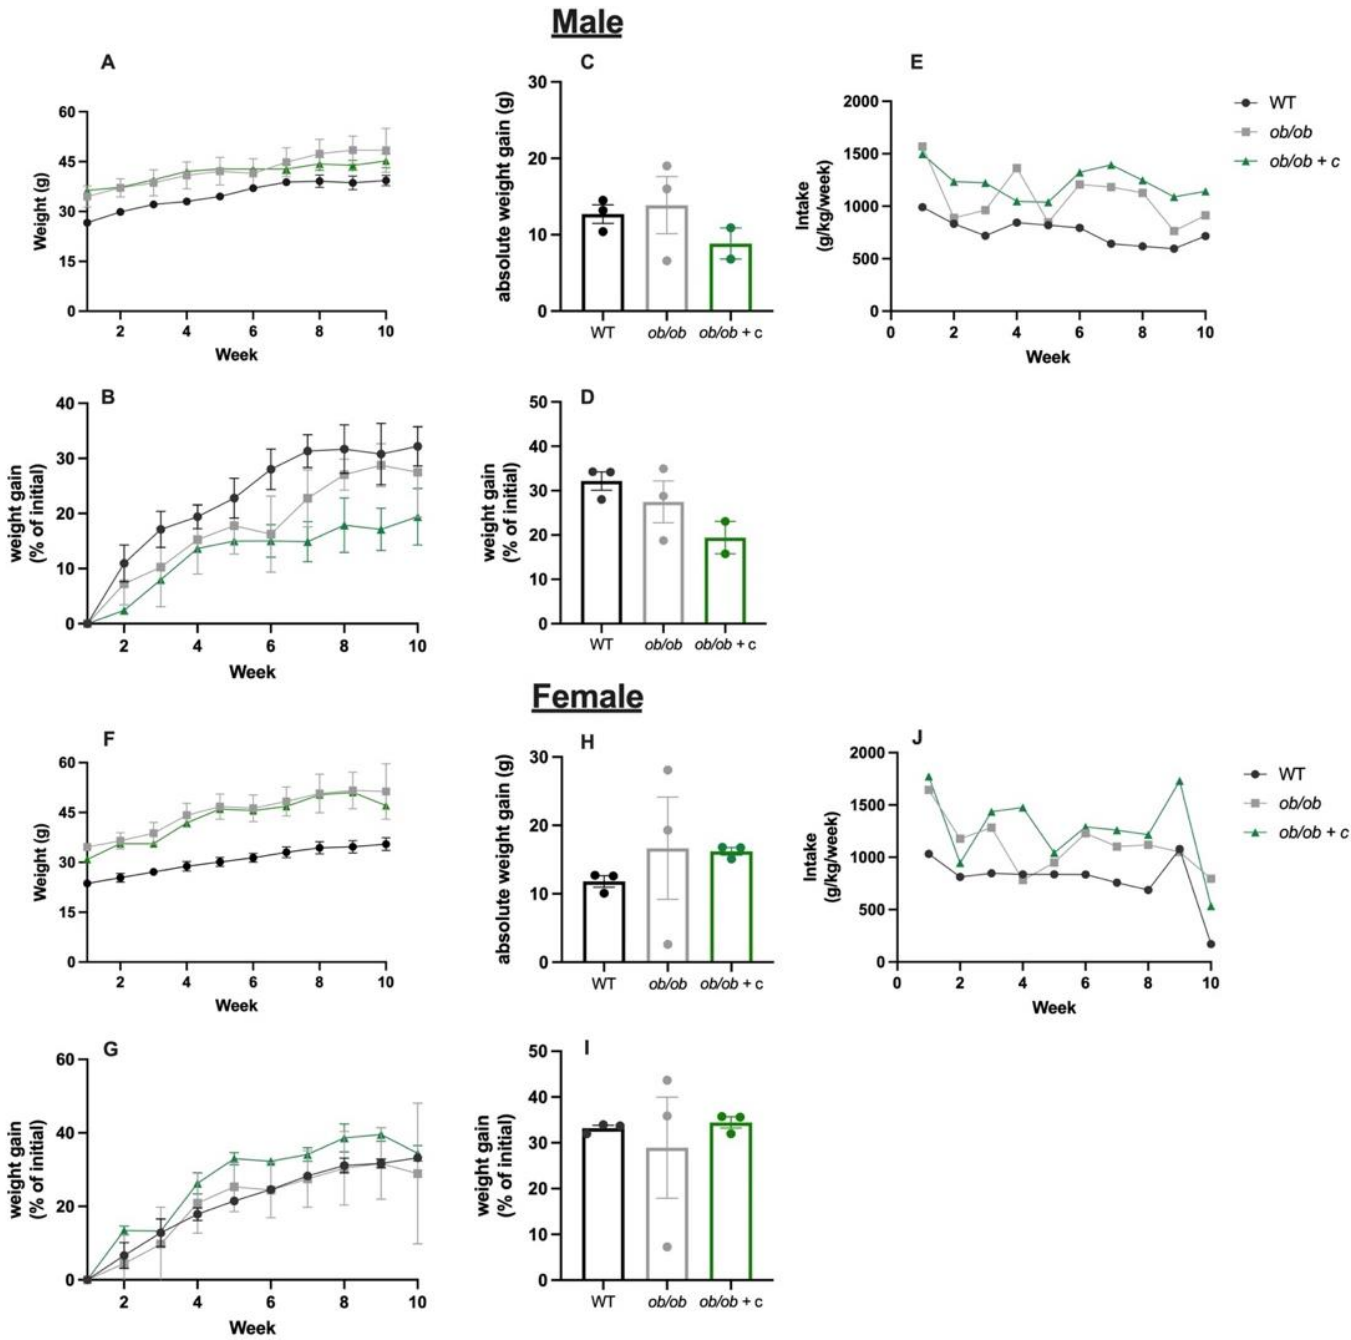 Male
A
Weight (g)
60
45
30
15
0
2 4 6 8 10
Week
C
absolute weight gain (g)
30
20
10
0
WT ob/ob ob/ob + c
E
Intake
(g/kg/week)
2000
1500
1000
500
0
0 2 4 6 8 10
Week
WT
ob/ob
ob/ob + c
B
weight gain
(% of initial)
40
30
20
10
0
2 4 6 8 10
Week
D
weight gain
(% of initial)
50
40
30
20
10
0
WT ob/ob ob/ob + c
Female
F
Weight (g)
60
45
30
15
0
2 4 6 8 10
Week
H
absolute weight gain (g)
30
20
10
0
WT ob/ob ob/ob + c
J
Intake
(g/kg/week)
2000
1500
1000
500
0
0 2 4 6 8 10
Week
WT
ob/ob
ob/ob + c
G
weight gain
(% of initial)
60
40
20
0
2 4 6 8 10
Week
I
weight gain
(% of initial)
50
40
30
20
10
0
WT ob/ob ob/ob + c